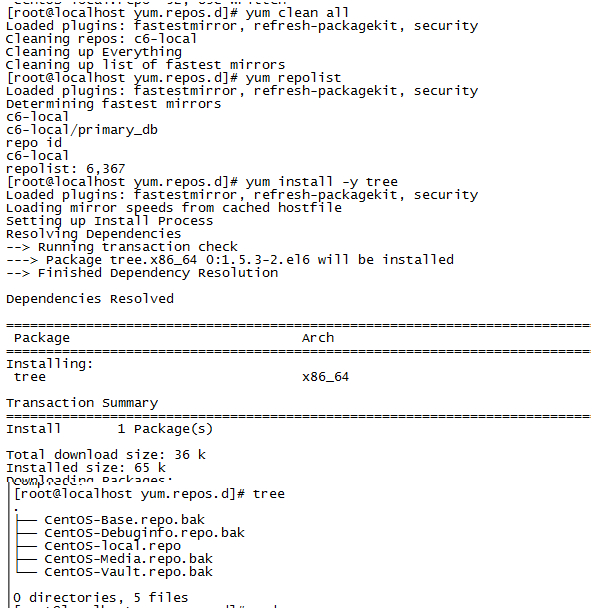 [root@localhost yum.repos.d]# yum clean all
Loaded plugins: fastestmirror, refresh-packagekit, security
Cleaning repos: c6-local
Cleaning up Everything
Cleaning up list of fastest mirrors
[root@localhost yum.repos.d]# yum repolist
Loaded plugins: fastestmirror, refresh-packagekit, security
Determining fastest mirrors
c6-local
c6-local/primary_db
repo id
c6-local
repolist: 6,367
[root@localhost yum.repos.d]# yum install -y tree
Loaded plugins: fastestmirror, refresh-packagekit, security
Loading mirror speeds from cached hostfile
Setting up Install Process
Resolving Dependencies
--> Running transaction check
---> Package tree.x86_64 0:1.5.3-2.el6 will be installed
--> Finished Dependency Resolution
Dependencies Resolved
================================================================================
Package Arch
================================================================================
Installing:
tree x86_64
Transaction Summary
================================================================================
Install 1 Package(s)
Total download size: 36 k
Installed size: 65 k
Downloading Packages:
[root@localhost yum.repos.d]# tree
.
├── CentOS-Base.repo.bak
├── CentOS-Debuginfo.repo.bak
├── CentOS-local.repo
├── CentOS-Media.repo.bak
└── CentOS-Vault.repo.bak
0 directories, 5 files